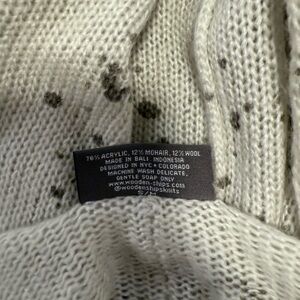 76% ACRYLIC, 12% MOHAIR, 12% WOOL
MADE IN BALI, INDONESIA
DESIGNED IN NYC + COLORADO
MACHINE WASH DELICATE,
GENTLE SOAP ONLY
www.wooden-ships.com
@woodenshipsknits
S/M